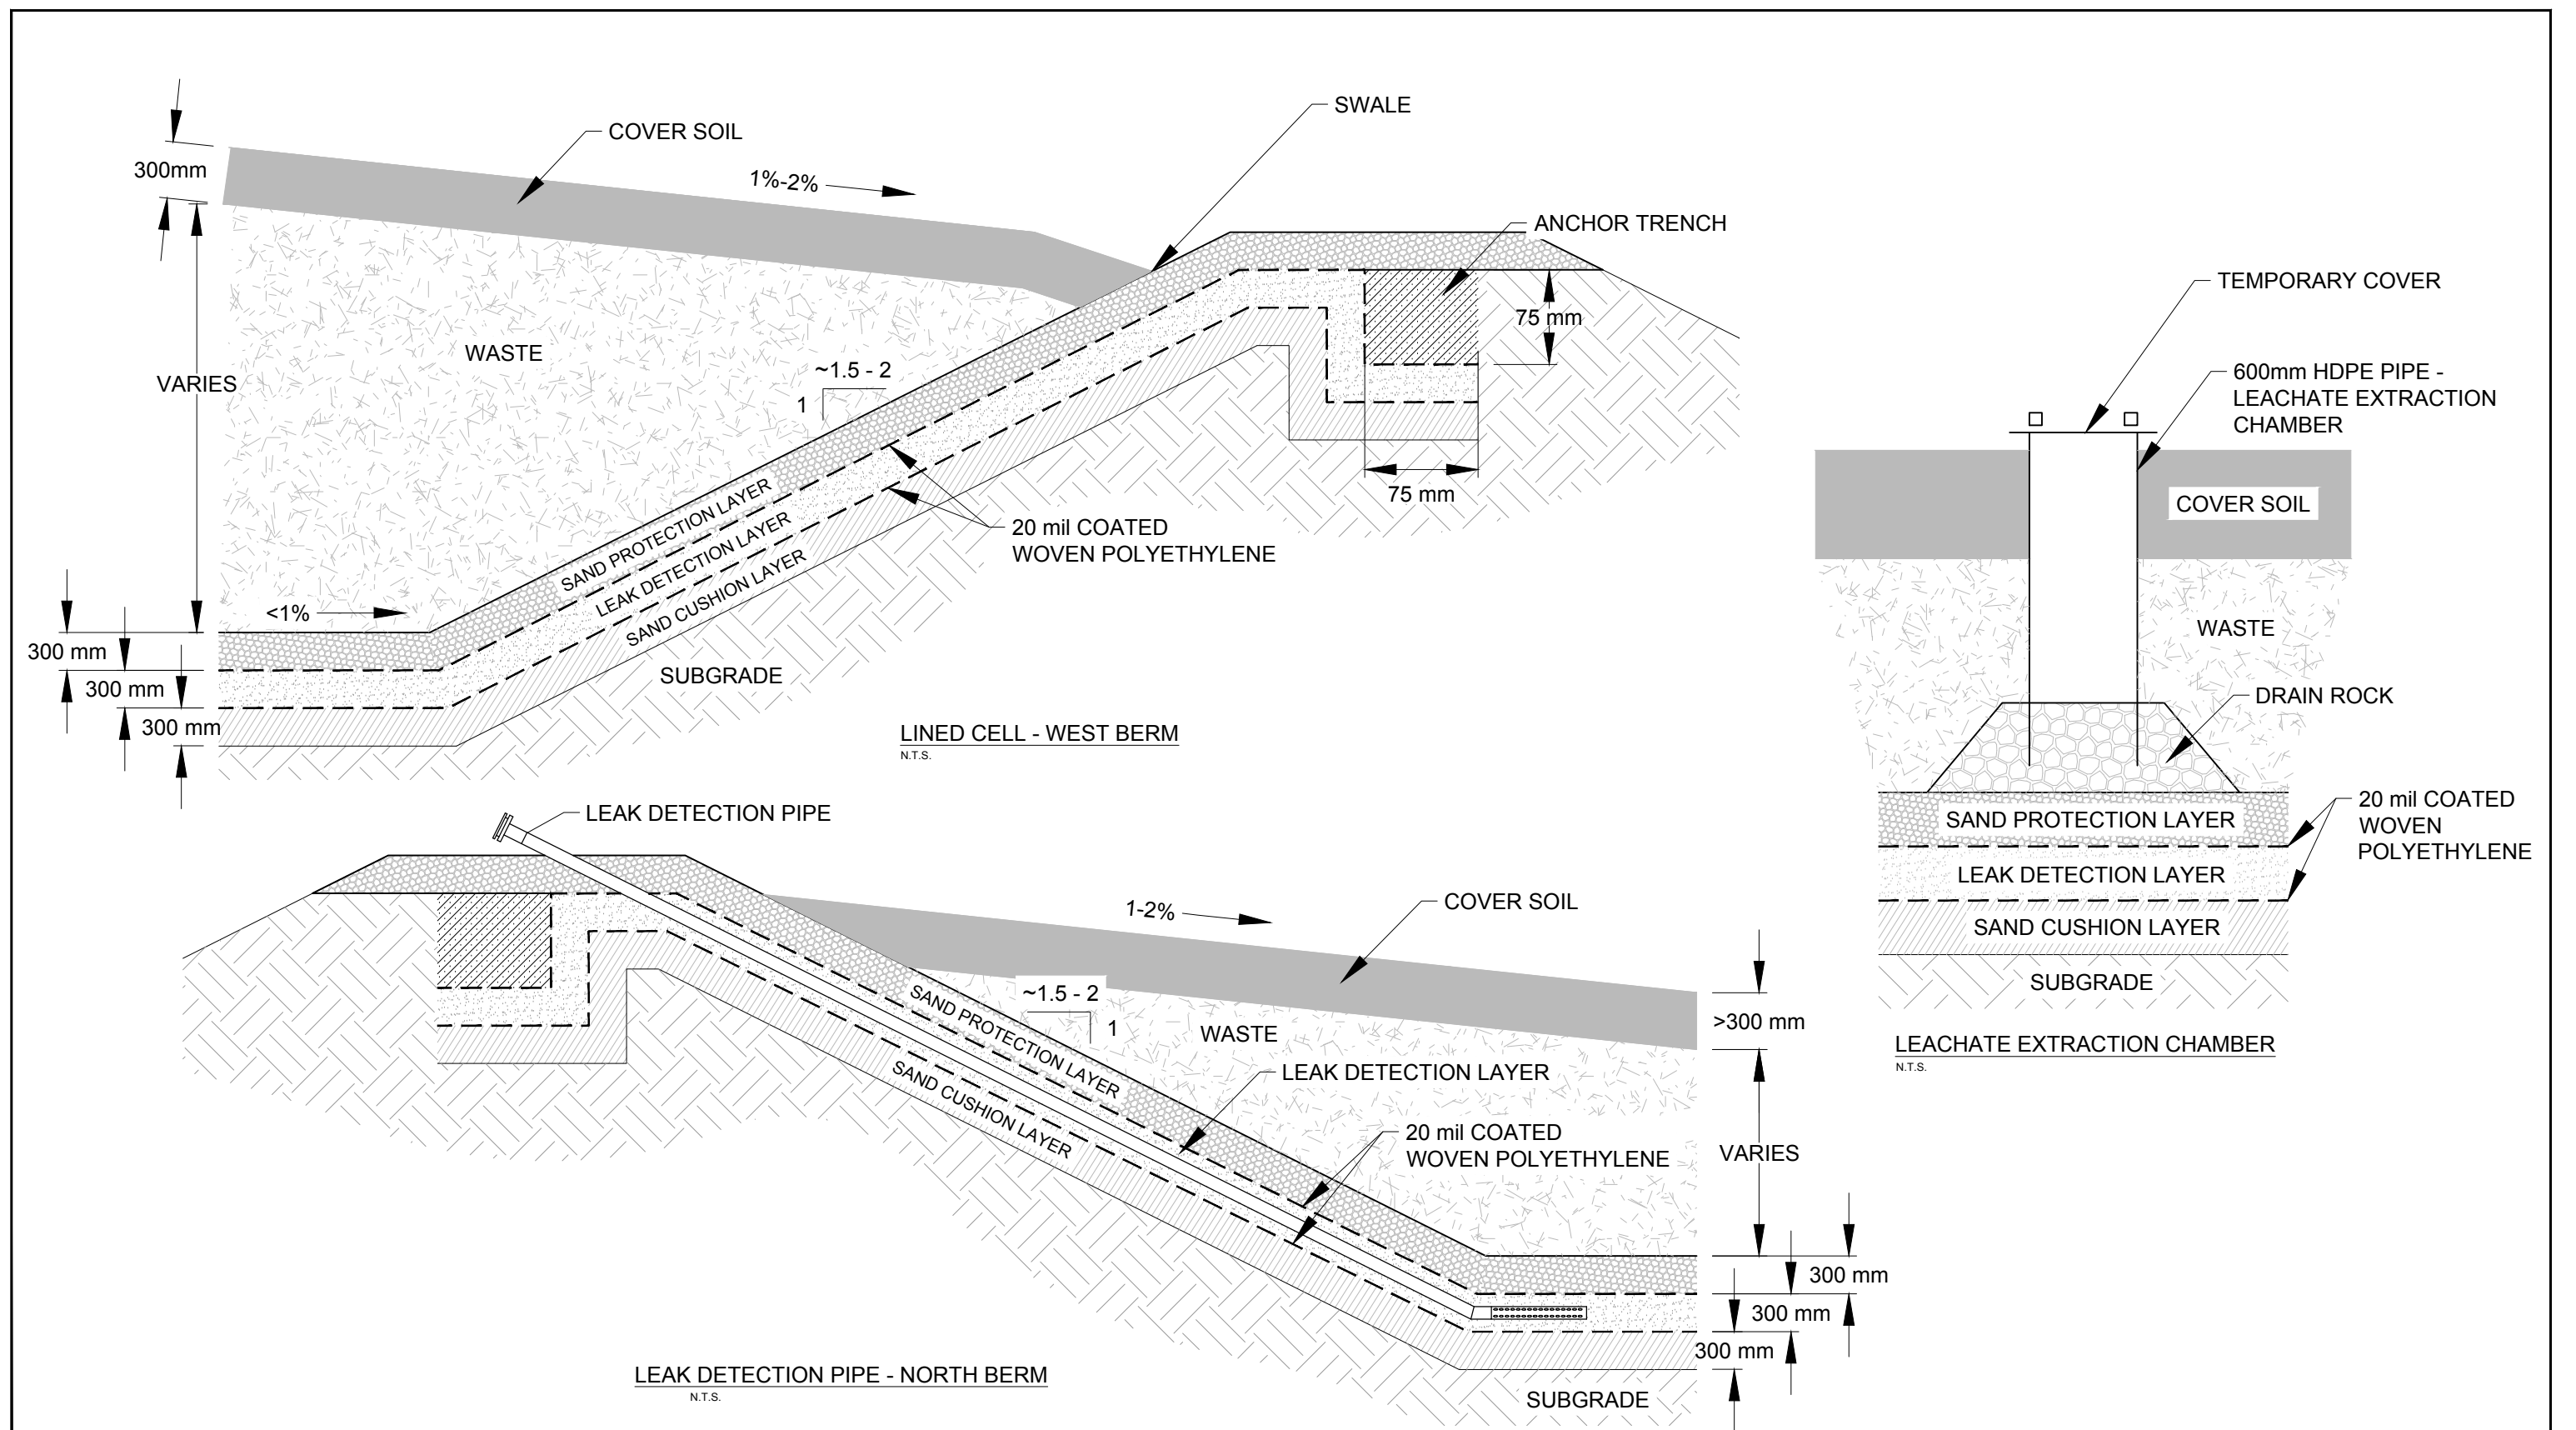 SWALE
COVER SOIL
300mm
1%-2%
ANCHOR TRENCH
75 mm
WASTE
~1.5 - 2
1
VARIES
75 mm
20 mil COATED
WOVEN POLYETHYLENE
SAND PROTECTION LAYER
LEAK DETECTION LAYER
SAND CUSHION LAYER
<1%
300 mm
300 mm
300 mm
SUBGRADE
LINED CELL - WEST BERM
N.T.S.
TEMPORARY COVER
600mm HDPE PIPE -
LEACHATE EXTRACTION
CHAMBER
COVER SOIL
WASTE
DRAIN ROCK
20 mil COATED
WOVEN
POLYETHYLENE
SAND PROTECTION LAYER
LEAK DETECTION LAYER
SAND CUSHION LAYER
SUBGRADE
LEACHATE EXTRACTION CHAMBER
N.T.S.
LEAK DETECTION PIPE
1-2%
COVER SOIL
~1.5 - 2
1
>300 mm
WASTE
SAND PROTECTION LAYER
LEAK DETECTION LAYER
SAND CUSHION LAYER
20 mil COATED
WOVEN POLYETHYLENE
VARIES
300 mm
300 mm
300 mm
SUBGRADE
LEAK DETECTION PIPE - NORTH BERM
N.T.S.